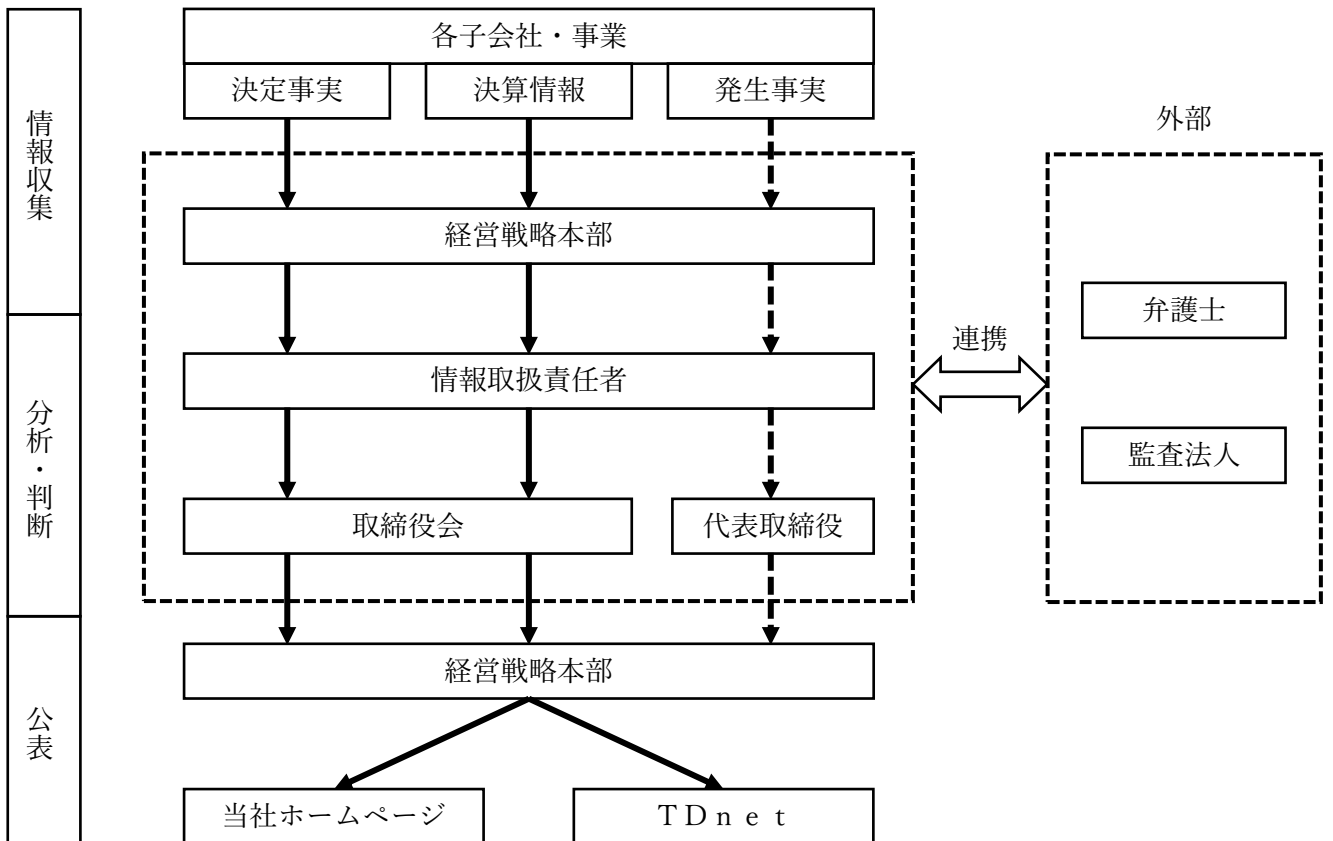 各子会社・事業
決定事実
決算情報
発生事実
情報収集
外部
経営戦略本部
弁護士
連携
情報取扱責任者
分析・判断
監査法人
取締役会
代表取締役
経営戦略本部
公表
当社ホームページ
ＴＤｎｅｔ